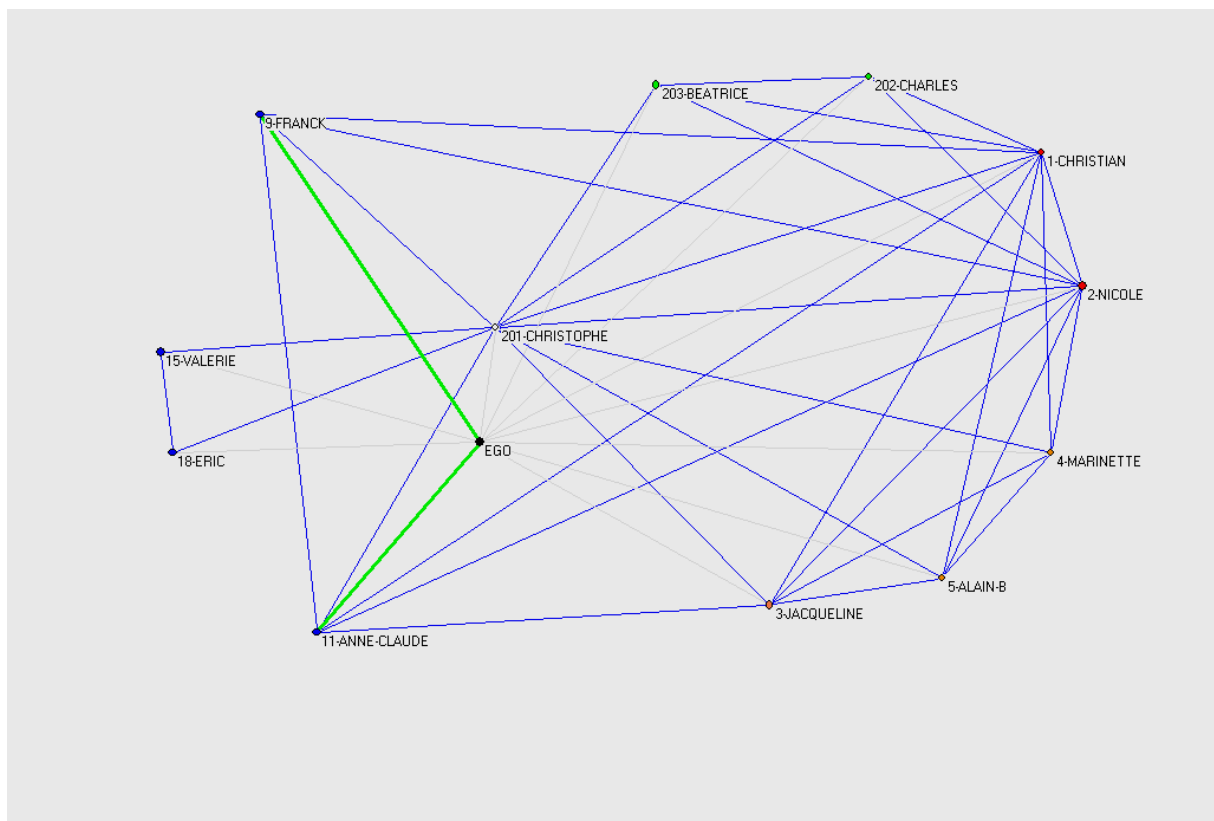 202-CHARLES
203-BEATRICE
9-FRANCK
1-CHRISTIAN
2-NICOLE
201-CHRISTOPHE
15-VALERIE
EGO
18-ERIC
4-MARINETTE
5-ALAIN-B
3-JACQUELINE
11-ANNE-CLAUDE